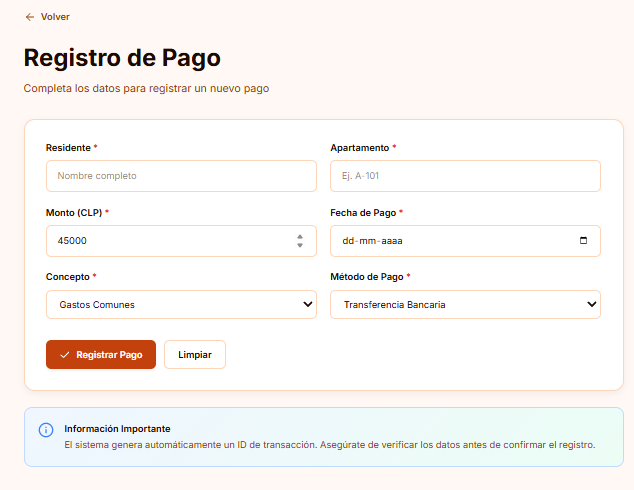 ← Volver
Registro de Pago
Completa los datos para registrar un nuevo pago
Residente * Apartamento *
Nombre completo Ej. A-101
Monto (CLP) * Fecha de Pago *
45000 dd-mm-aaaa
Concepto * Método de Pago *
Gastos Comunes Transferencia Bancaria
✓ Registrar Pago Limpiar
Información Importante
El sistema genera automáticamente un ID de transacción. Asegúrate de verificar los datos antes de confirmar el registro.